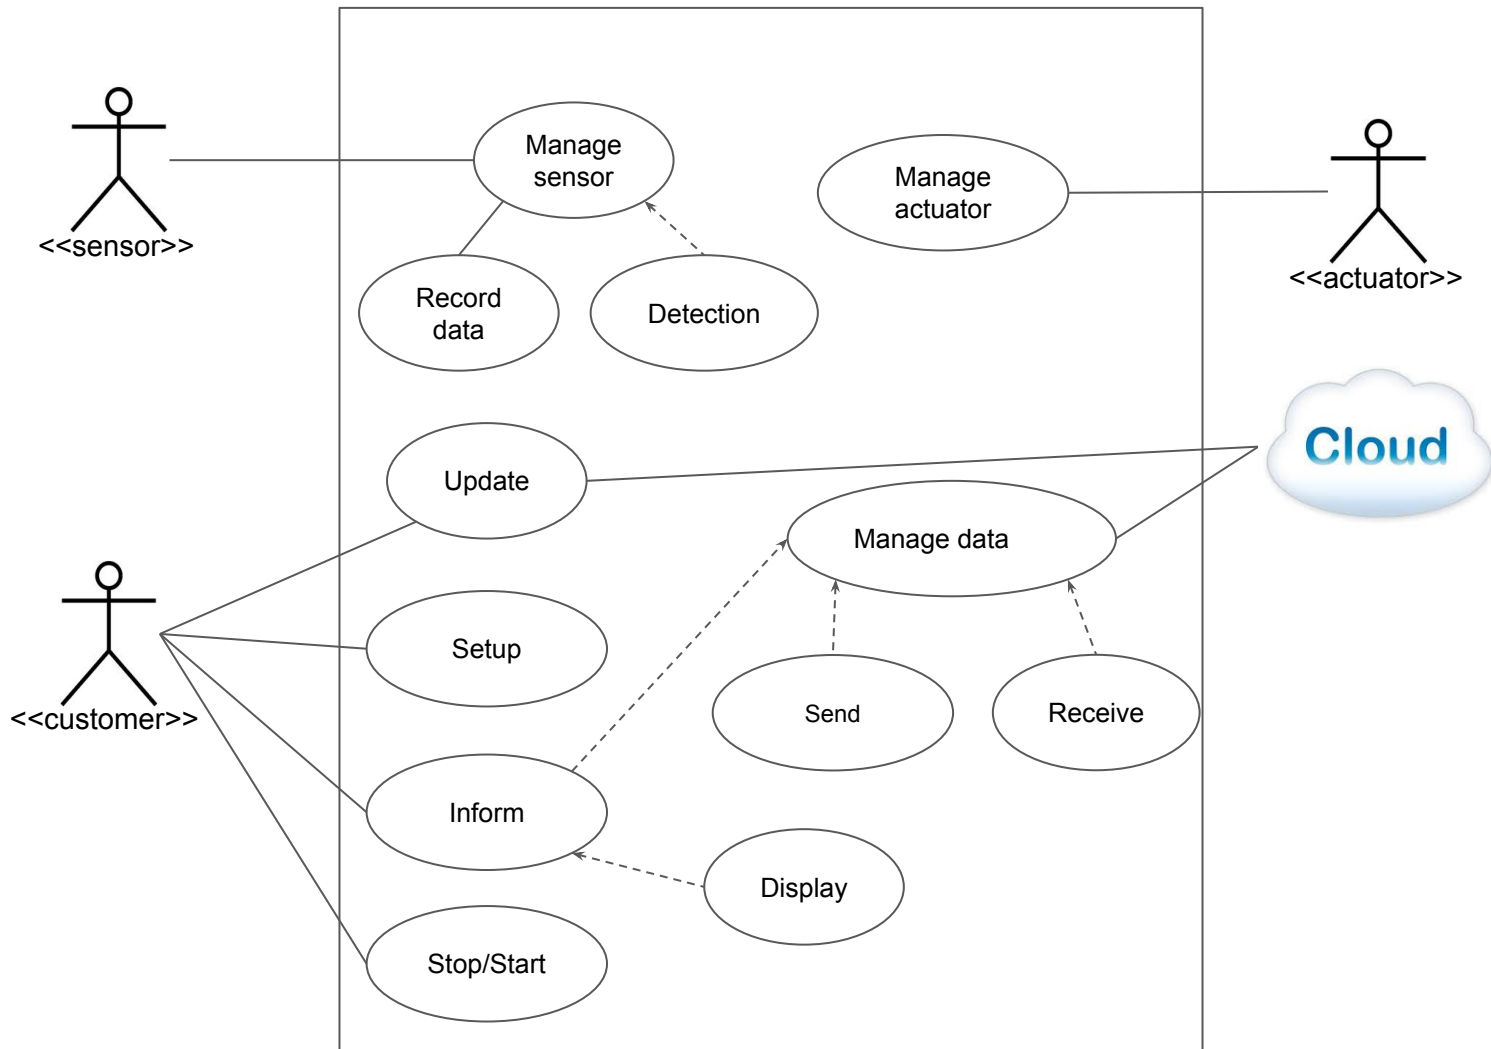 Manage
sensor
Manage
actuator
<<sensor>>
<<actuator>>
Record
data
Detection
Cloud
Update
Manage data
Setup
<<customer>>
Send
Receive
Inform
Display
Stop/Start